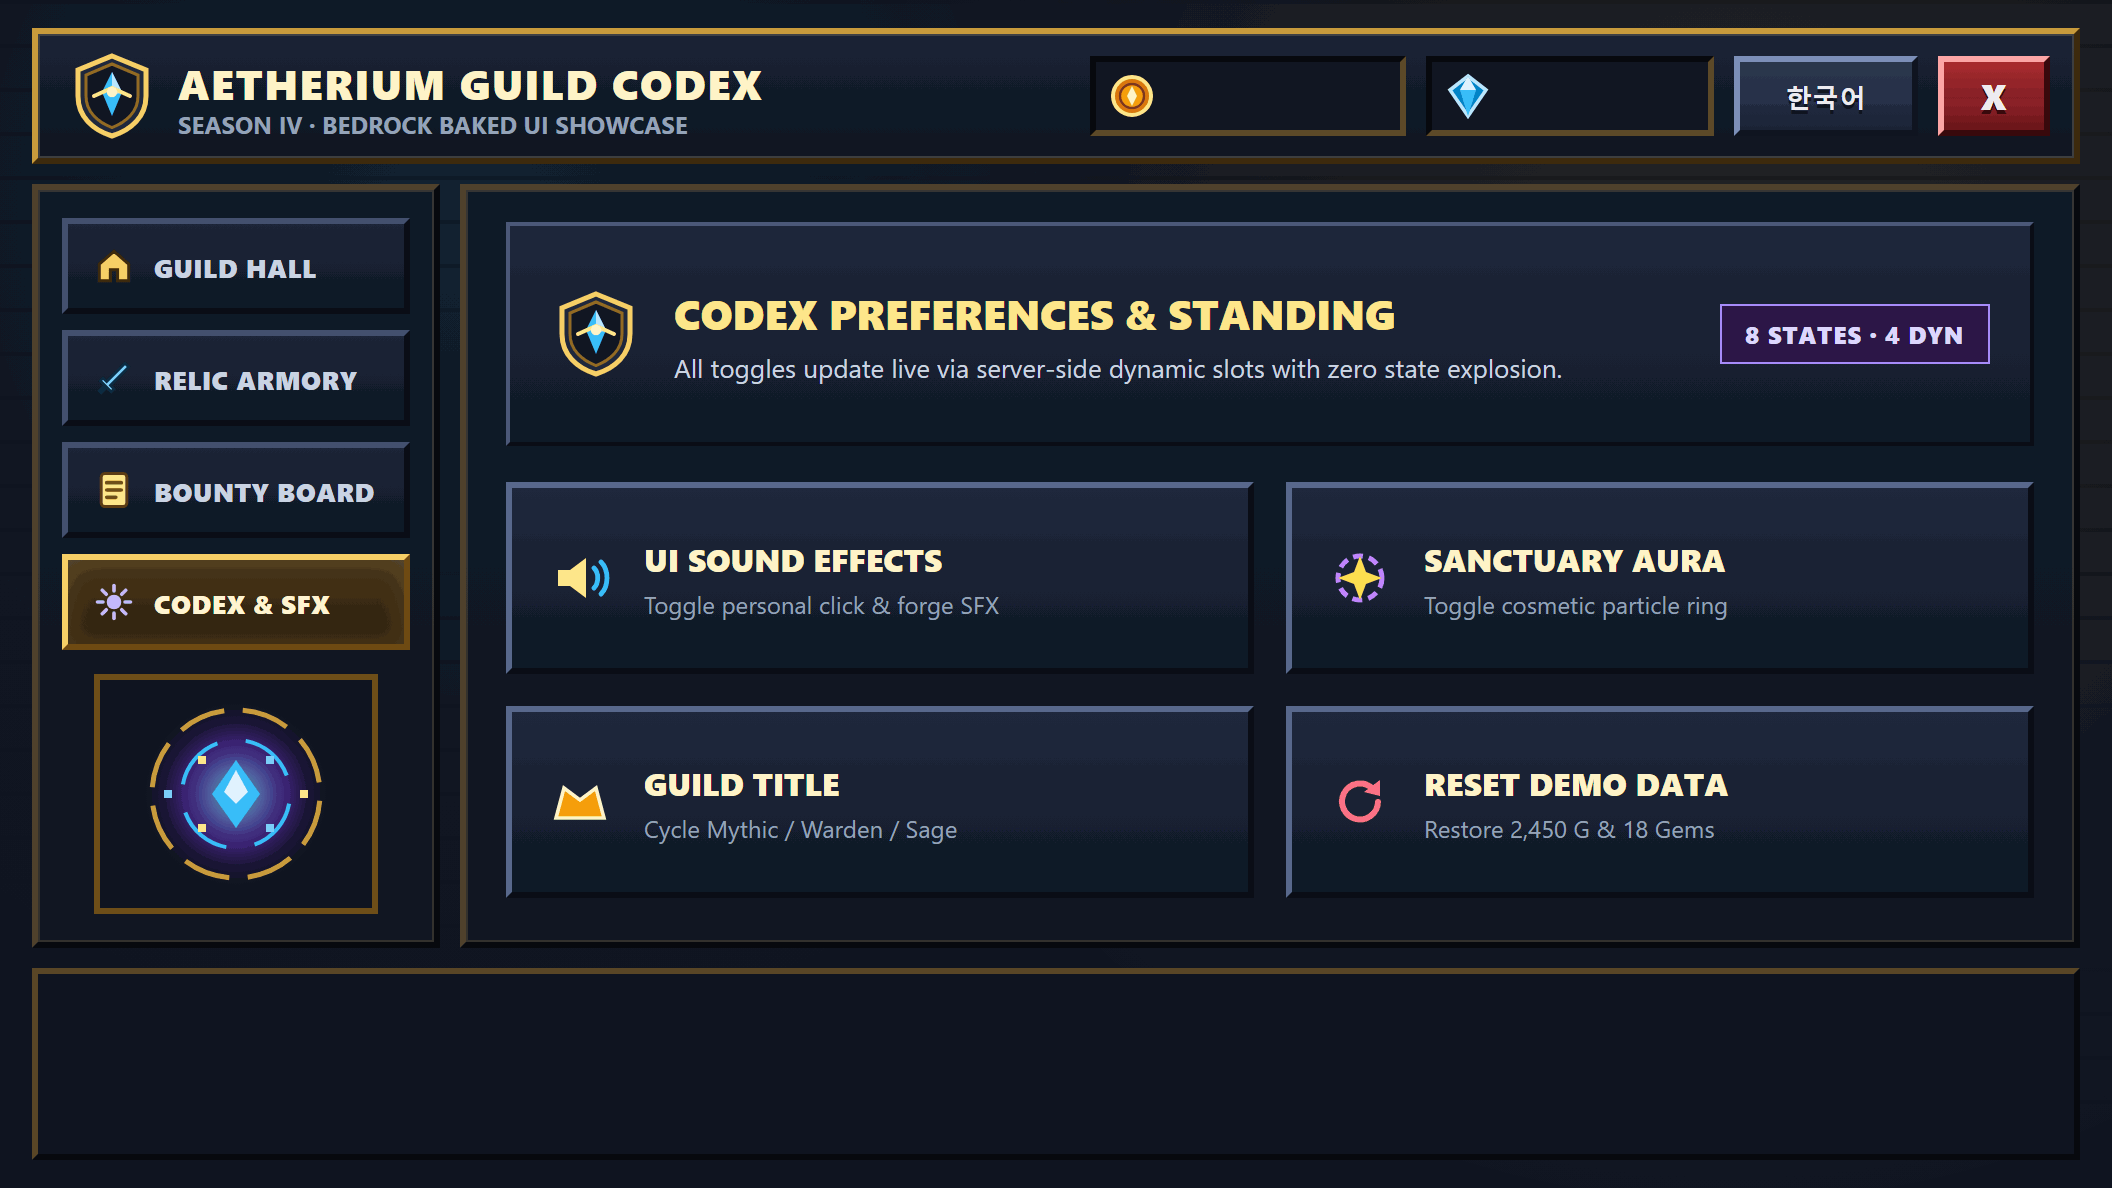 AETHERIUM GUILD CODEX
SEASON IV · BEDROCK BAKED UI SHOWCASE
한국어
X
GUILD HALL
RELIC ARMORY
BOUNTY BOARD
CODEX & SFX
CODEX PREFERENCES & STANDING
All toggles update live via server-side dynamic slots with zero state explosion.
8 STATES · 4 DYN
UI SOUND EFFECTS
Toggle personal click & forge SFX
SANCTUARY AURA
Toggle cosmetic particle ring
GUILD TITLE
Cycle Mythic / Warden / Sage
RESET DEMO DATA
Restore 2,450 G & 18 Gems